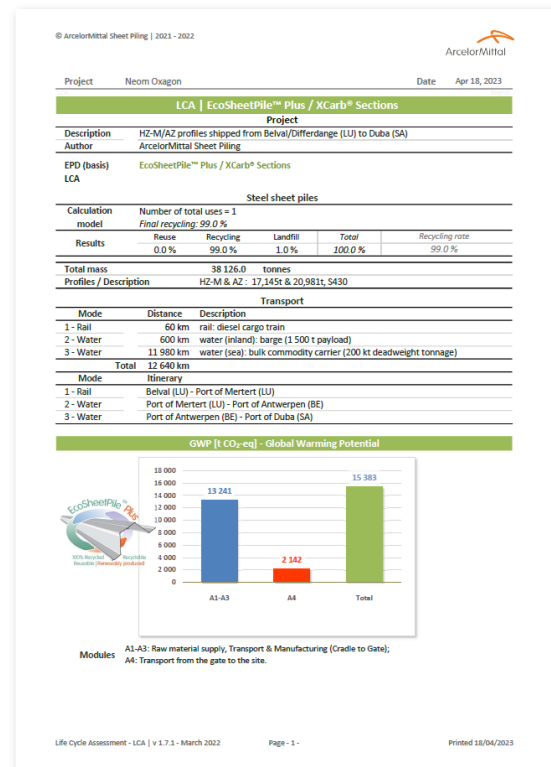 © ArcelorMittal Sheet Piling | 2021 - 2022
ArcelorMittal
Project Neom Oxagon Date Apr 18, 2023
LCA | EcoSheetPile™ Plus / XCarb® Sections
Project
Description HZ-M/AZ profiles shipped from Belval/Differdange (LU) to Duba (SA)
Author ArcelorMittal Sheet Piling
EPD (basis) EcoSheetPile™ Plus / XCarb® Sections
LCA
Steel sheet piles
Calculation Number of total uses = 1
model Final recycling: 99.0 %
Results Reuse Recycling Landfill Total Recycling rate
0.0 % 99.0 % 1.0 % 100.0 % 99.0 %
Total mass 38 126.0 tonnes
Profiles / Description HZ-M & AZ : 17,145t & 20,981t, S430
Transport
Mode Distance Description
1 - Rail 60 km rail: diesel cargo train
2 - Water 600 km water (inland): barge (1 500 t payload)
3 - Water 11 980 km water (sea): bulk commodity carrier (200 kt deadweight tonnage)
Total 12 640 km
Mode Itinerary
1 - Rail Belval (LU) - Port of Mertert (LU)
2 - Water Port of Mertert (LU) - Port of Antwerpen (BE)
3 - Water Port of Antwerpen (BE) - Port of Duba (SA)
GWP [t CO₂-eq] - Global Warming Potential
18 000
16 000
14 000
12 000
10 000
8 000
6 000
4 000
2 000
0
13 241
2 142
15 383
A1-A3 A4 Total
EcoSheetPile™ Plus
100% Recycled Recyclable
Reusable | Renewably produced
Modules A1-A3: Raw material supply, Transport & Manufacturing (Cradle to Gate);
A4: Transport from the gate to the site.
Life Cycle Assessment - LCA | v 1.7.1 - March 2022 Page - 1 - Printed 18/04/2023